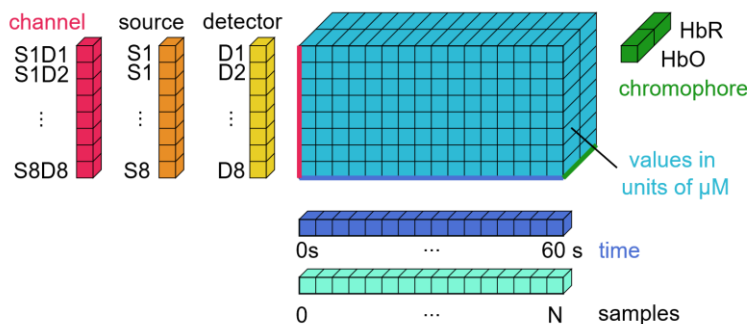 channel source detector
S1D1 S1 D1
S1D2 S1 D2
... ... ...
S8D8 S8 D8
HbR
HbO
chromophore
values in
units of µM
0s ... 60 s time
0 ... N samples